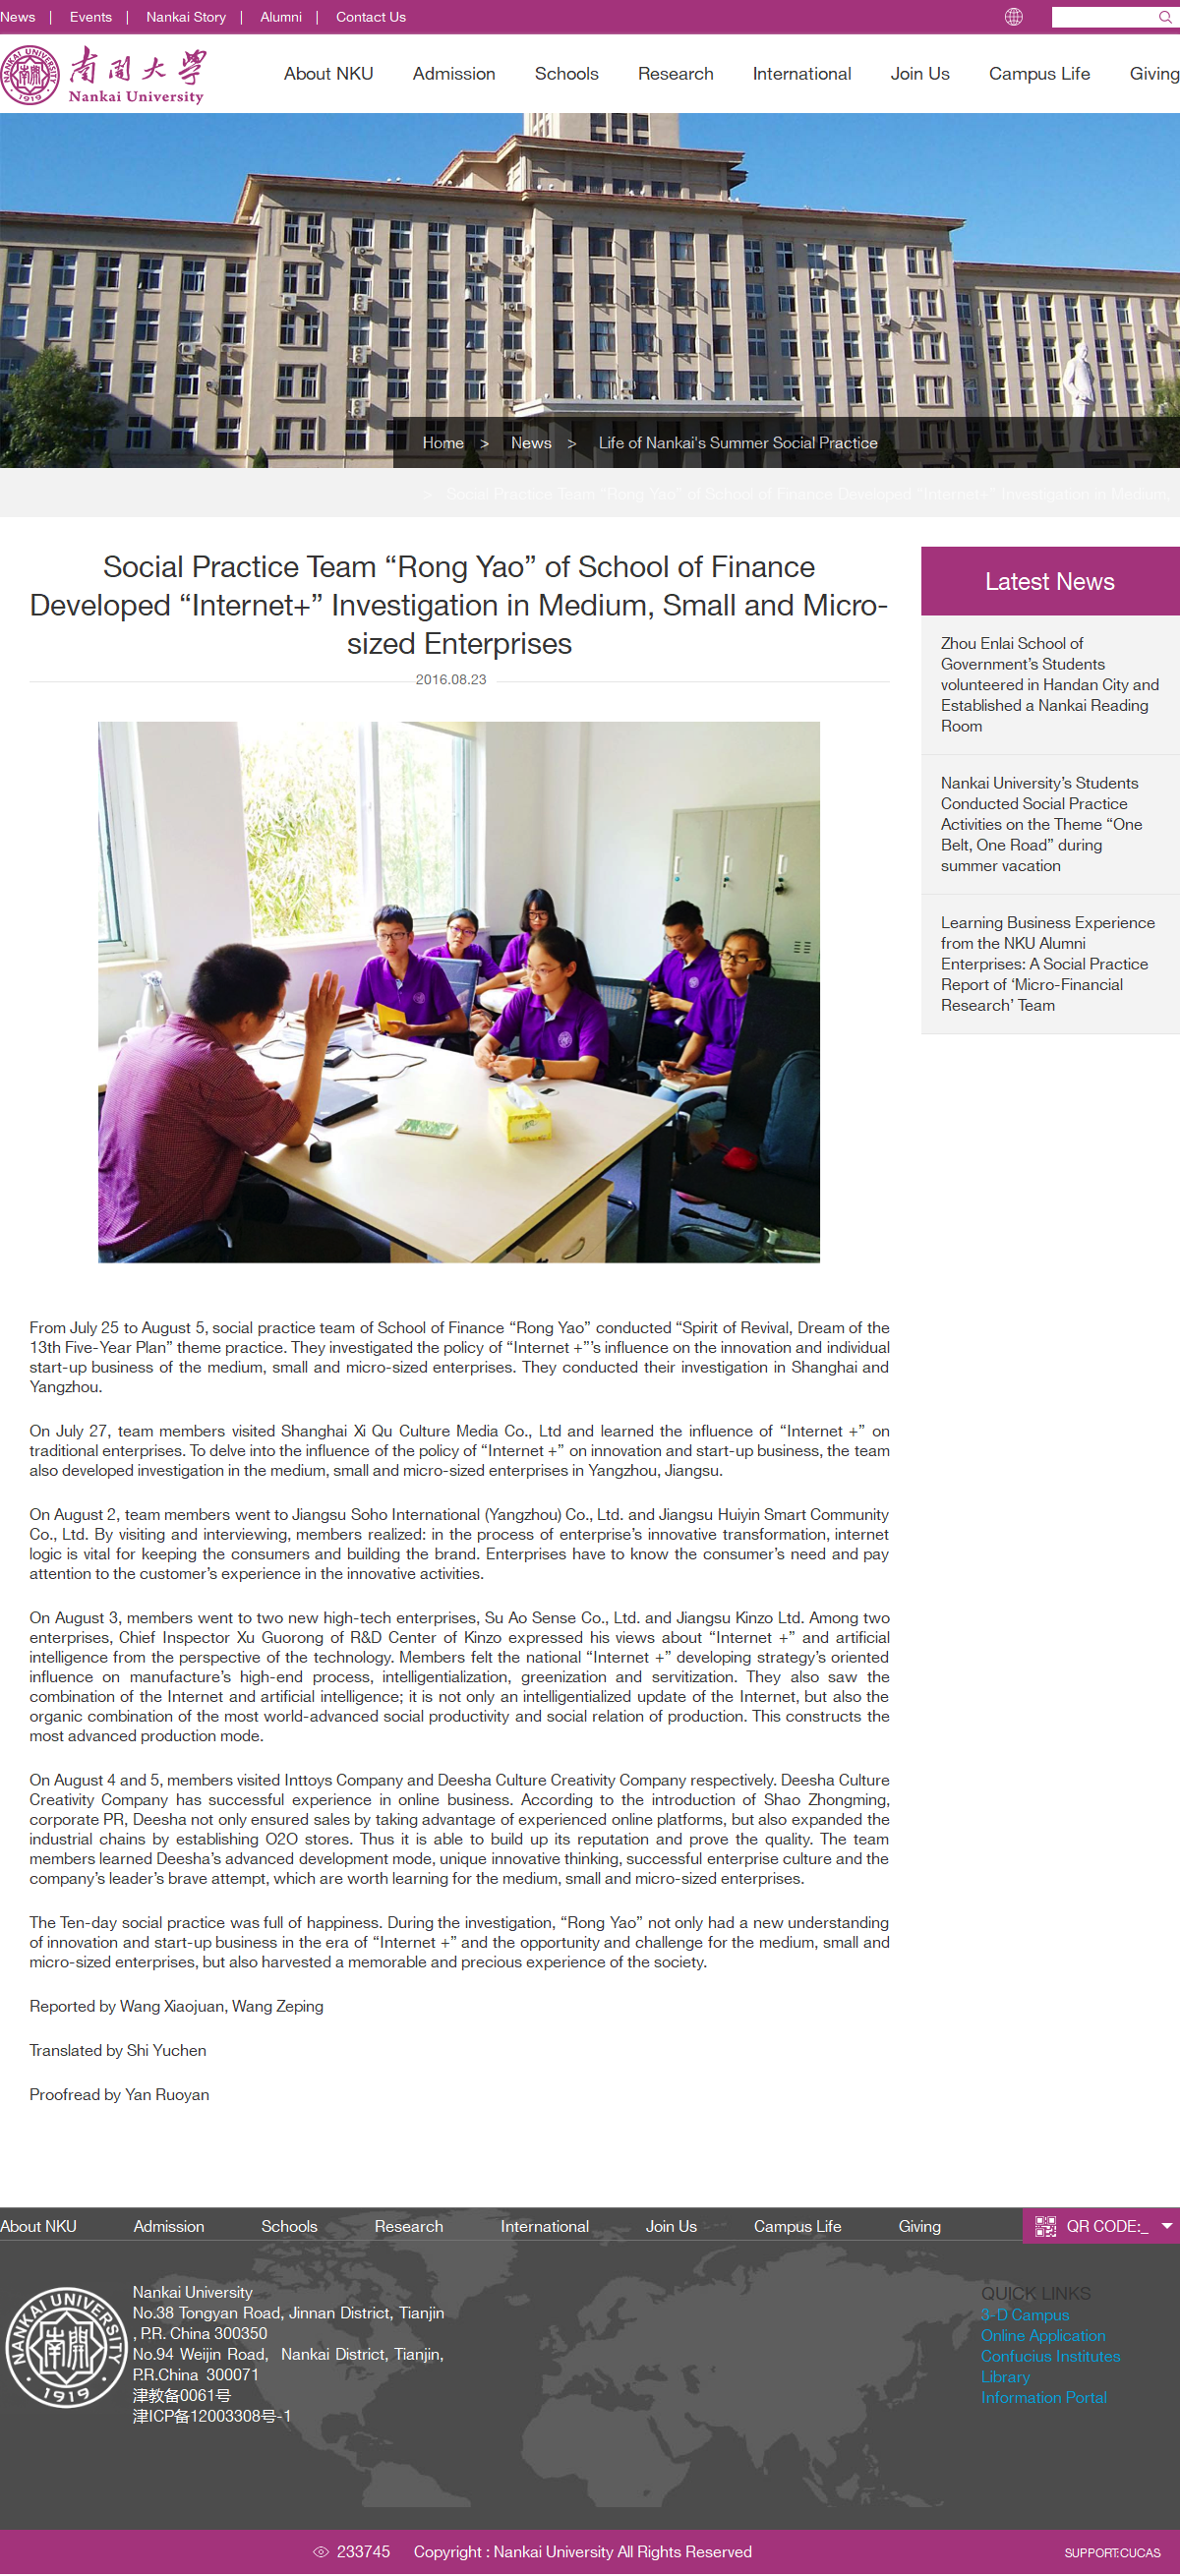 News | Events | Nankai Story | Alumni | Contact Us
NANKAI UNIVERSITY 1919
南開大學
Nankai University
About NKU Admission Schools Research International Join Us Campus Life Giving
Home > News > Life of Nankai's Summer Social Practice
> Social Practice Team “Rong Yao” of School of Finance Developed “Internet+” Investigation in Medium,
Social Practice Team “Rong Yao” of School of Finance
Developed “Internet+” Investigation in Medium, Small and Micro-
sized Enterprises
2016.08.23
Latest News
Zhou Enlai School of
Government’s Students
volunteered in Handan City and
Established a Nankai Reading
Room
Nankai University’s Students
Conducted Social Practice
Activities on the Theme “One
Belt, One Road” during
summer vacation
Learning Business Experience
from the NKU Alumni
Enterprises: A Social Practice
Report of ‘Micro-Financial
Research’ Team
From July 25 to August 5, social practice team of School of Finance “Rong Yao” conducted “Spirit of Revival, Dream of the
13th Five-Year Plan” theme practice. They investigated the policy of “Internet +”’s influence on the innovation and individual
start-up business of the medium, small and micro-sized enterprises. They conducted their investigation in Shanghai and
Yangzhou.
On July 27, team members visited Shanghai Xi Qu Culture Media Co., Ltd and learned the influence of “Internet +” on
traditional enterprises. To delve into the influence of the policy of “Internet +” on innovation and start-up business, the team
also developed investigation in the medium, small and micro-sized enterprises in Yangzhou, Jiangsu.
On August 2, team members went to Jiangsu Soho International (Yangzhou) Co., Ltd. and Jiangsu Huiyin Smart Community
Co., Ltd. By visiting and interviewing, members realized: in the process of enterprise’s innovative transformation, internet
logic is vital for keeping the consumers and building the brand. Enterprises have to know the consumer’s need and pay
attention to the customer’s experience in the innovative activities.
On August 3, members went to two new high-tech enterprises, Su Ao Sense Co., Ltd. and Jiangsu Kinzo Ltd. Among two
enterprises, Chief Inspector Xu Guorong of R&D Center of Kinzo expressed his views about “Internet +” and artificial
intelligence from the perspective of the technology. Members felt the national “Internet +” developing strategy’s oriented
influence on manufacture’s high-end process, intelligentialization, greenization and servitization. They also saw the
combination of the Internet and artificial intelligence; it is not only an intelligentialized update of the Internet, but also the
organic combination of the most world-advanced social productivity and social relation of production. This constructs the
most advanced production mode.
On August 4 and 5, members visited Inttoys Company and Deesha Culture Creativity Company respectively. Deesha Culture
Creativity Company has successful experience in online business. According to the introduction of Shao Zhongming,
corporate PR, Deesha not only ensured sales by taking advantage of experienced online platforms, but also expanded the
industrial chains by establishing O2O stores. Thus it is able to build up its reputation and prove the quality. The team
members learned Deesha’s advanced development mode, unique innovative thinking, successful enterprise culture and the
company’s leader’s brave attempt, which are worth learning for the medium, small and micro-sized enterprises.
The Ten-day social practice was full of happiness. During the investigation, “Rong Yao” not only had a new understanding
of innovation and start-up business in the era of “Internet +” and the opportunity and challenge for the medium, small and
micro-sized enterprises, but also harvested a memorable and precious experience of the society.
Reported by Wang Xiaojuan, Wang Zeping
Translated by Shi Yuchen
Proofread by Yan Ruoyan
About NKU Admission Schools Research International Join Us Campus Life Giving QR CODE:_
NANKAI UNIVERSITY 1919
Nankai University
No.38 Tongyan Road, Jinnan District, Tianjin
, P.R. China 300350
No.94 Weijin Road, Nankai District, Tianjin,
P.R.China 300071
津教备0061号
津ICP备12003308号-1
QUICK LINKS
3-D Campus
Online Application
Confucius Institutes
Library
Information Portal
233745 Copyright : Nankai University All Rights Reserved SUPPORT:CUCAS